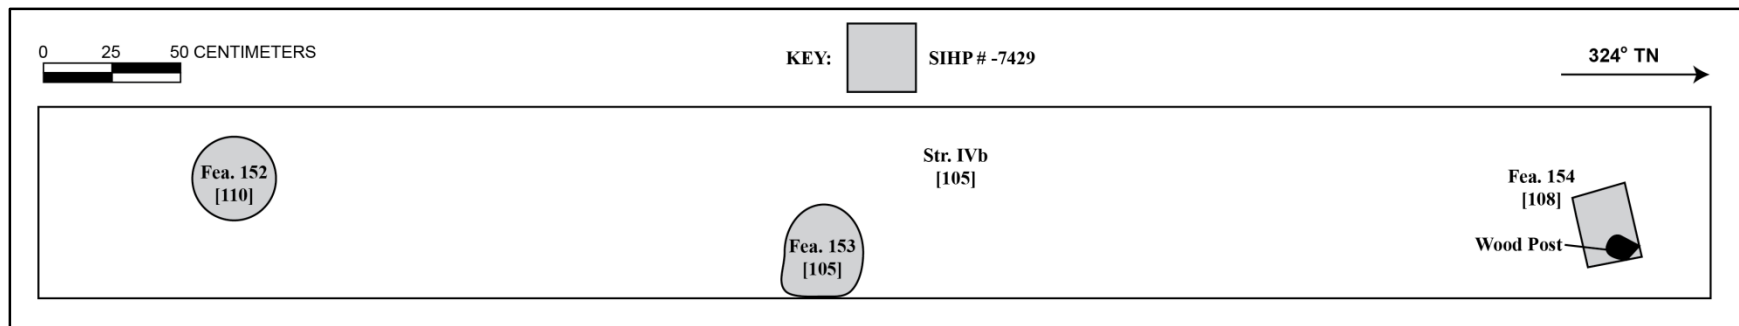 0 25 50 CENTIMETERS
KEY:
SIHP # -7429
324° TN
Fea. 152
[110]
Fea. 153
[105]
Str. IVb
[105]
Fea. 154
[108]
Wood Post